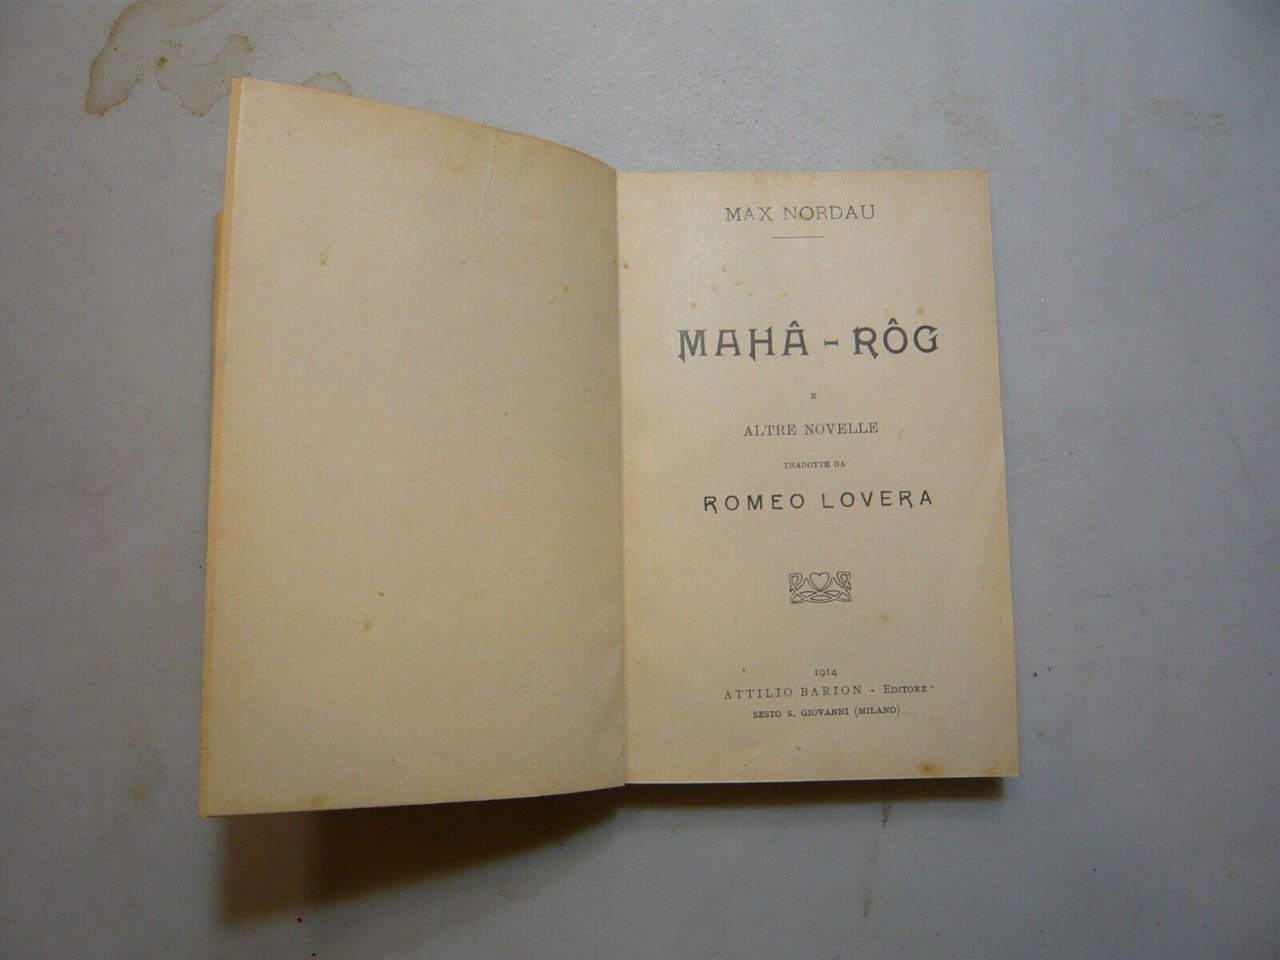 MAX NORDAU
MAHÂ - RÔG
E
ALTRE NOVELLE
TRADOTTE DA
ROMEO LOVERA
1914
ATTILIO BARION - EDITORE
SESTO S. GIOVANNI (MILANO)